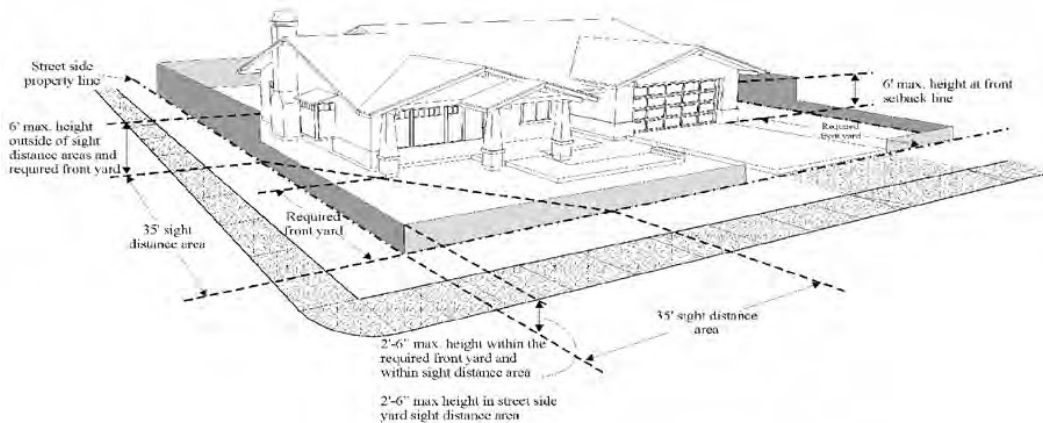 Street side
property line
6' max. height
outside of sight
distance areas and
required front yard
35' sight
distance area
Required
front yard
6' max. height at front
setback line
Required
front yard
35' sight distance
area
2'-6" max. height within the
required front yard and
within sight distance area
2'-6" max height in street side
yard sight distance area